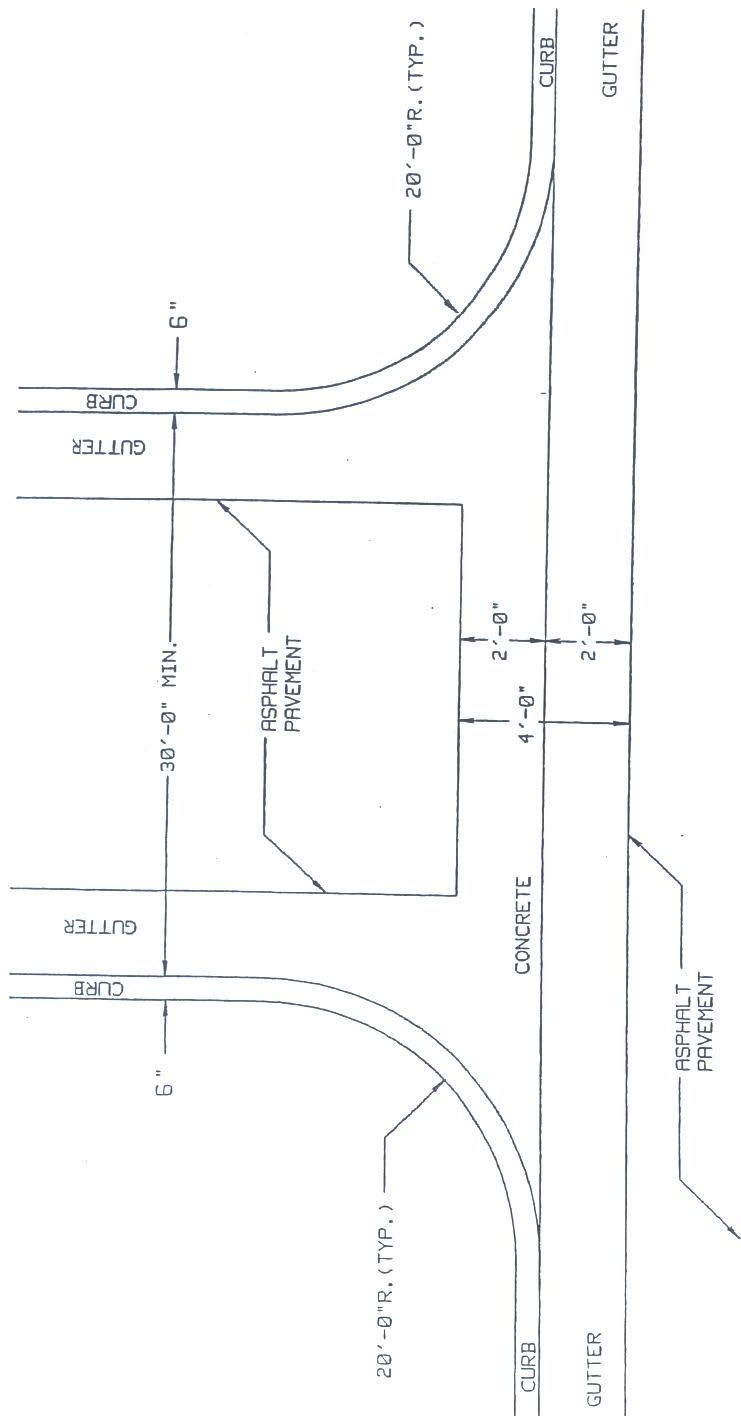 CURB
GUTTER
20'-0"R. (TYP.)
6"
CURB
GUTTER
30'-0" MIN.
ASPHALT
PAVEMENT
2'-0"
2'-0"
4'-0"
GUTTER
CURB
6"
CONCRETE
ASPHALT
PAVEMENT
20'-0"R. (TYP.)
CURB
GUTTER